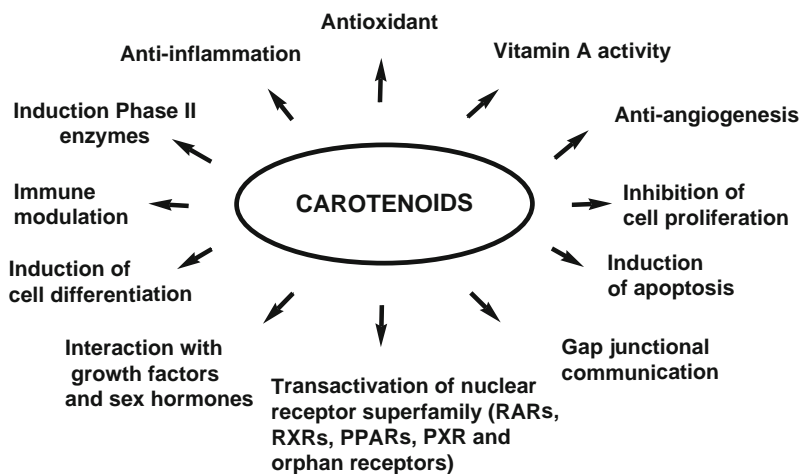 Antioxidant
Anti-inflammation
Vitamin A activity
Induction Phase II
enzymes
Anti-angiogenesis
Immune
modulation
CAROTENOIDS
Inhibition of
cell proliferation
Induction of
cell differentiation
Induction
of apoptosis
Interaction with
growth factors
and sex hormones
Transactivation of nuclear
receptor superfamily (RARs,
RXRs, PPARs, PXR and
orphan receptors)
Gap junctional
communication